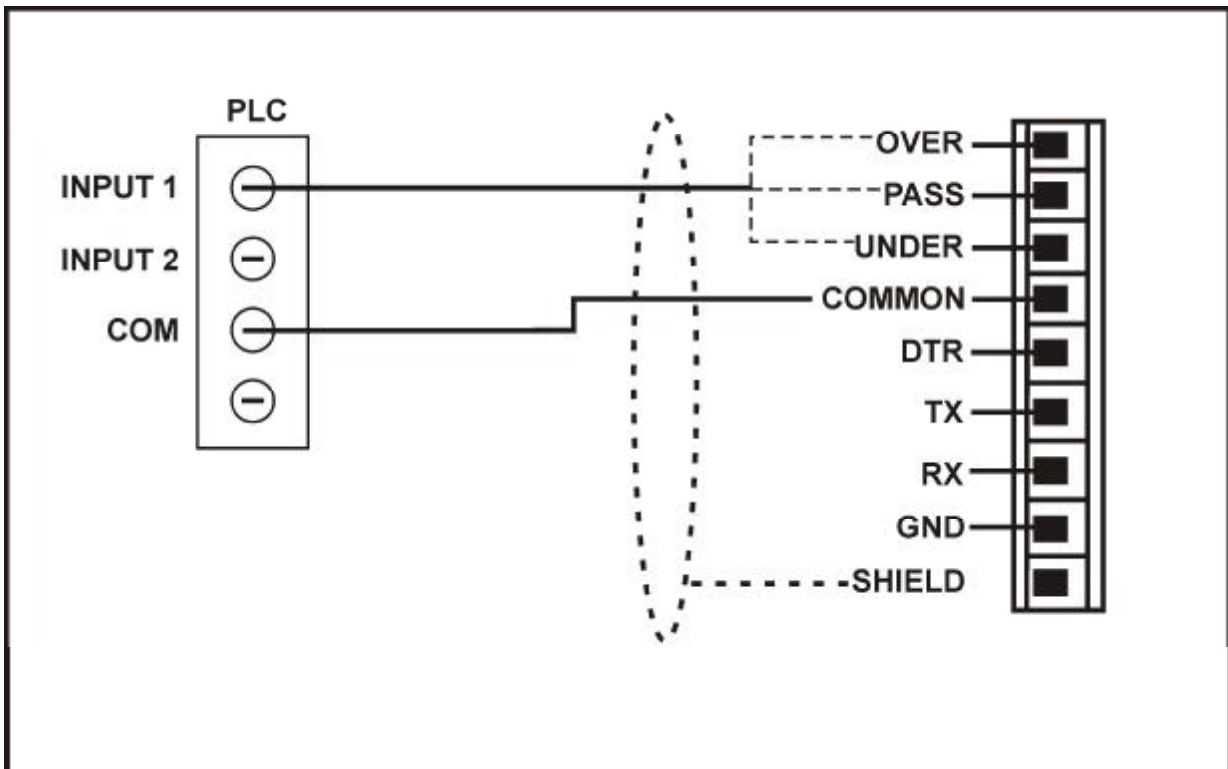 PLC
INPUT 1
INPUT 2
COM
OVER
PASS
UNDER
COMMON
DTR
TX
RX
GND
SHIELD